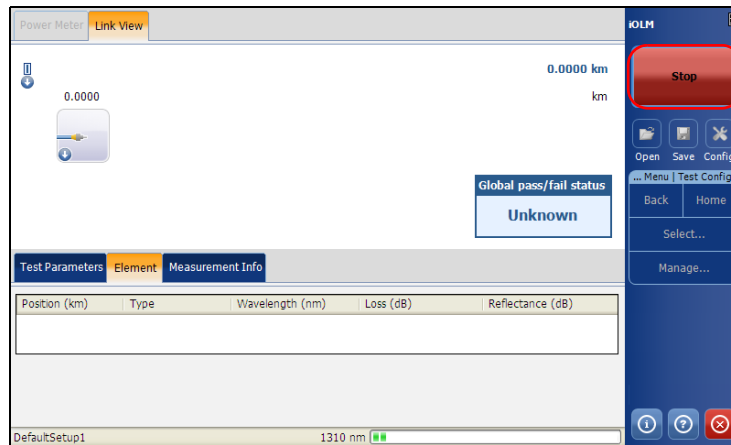 Power Meter Link View
iOLM
0.0000 km
0.0000 km
Stop
Open Save Config
... Menu | Test Config
Back Home
Select...
Manage...
Global pass/fail status
Unknown
Test Parameters Element Measurement Info
Position (km) Type Wavelength (nm) Loss (dB) Reflectance (dB)
DefaultSetup1 1310 nm